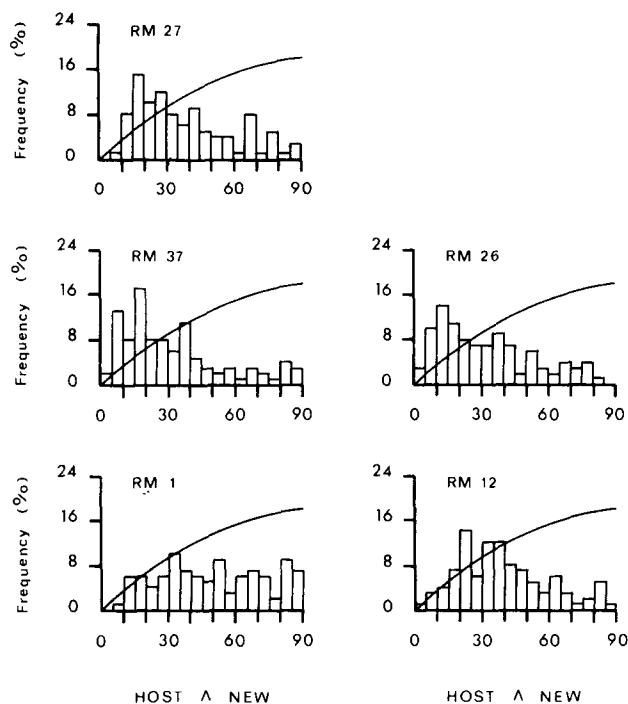 RM 27
Frequency (%)
24
16
8
0
0 30 60 90
RM 37
Frequency (%)
24
16
8
0
0 30 60 90
RM 26
24
16
8
0
0 30 60 90
RM 1
Frequency (%)
24
16
8
0
0 30 60 90
RM 12
24
16
8
0
0 30 60 90
HOST Λ NEW
HOST Λ NEW